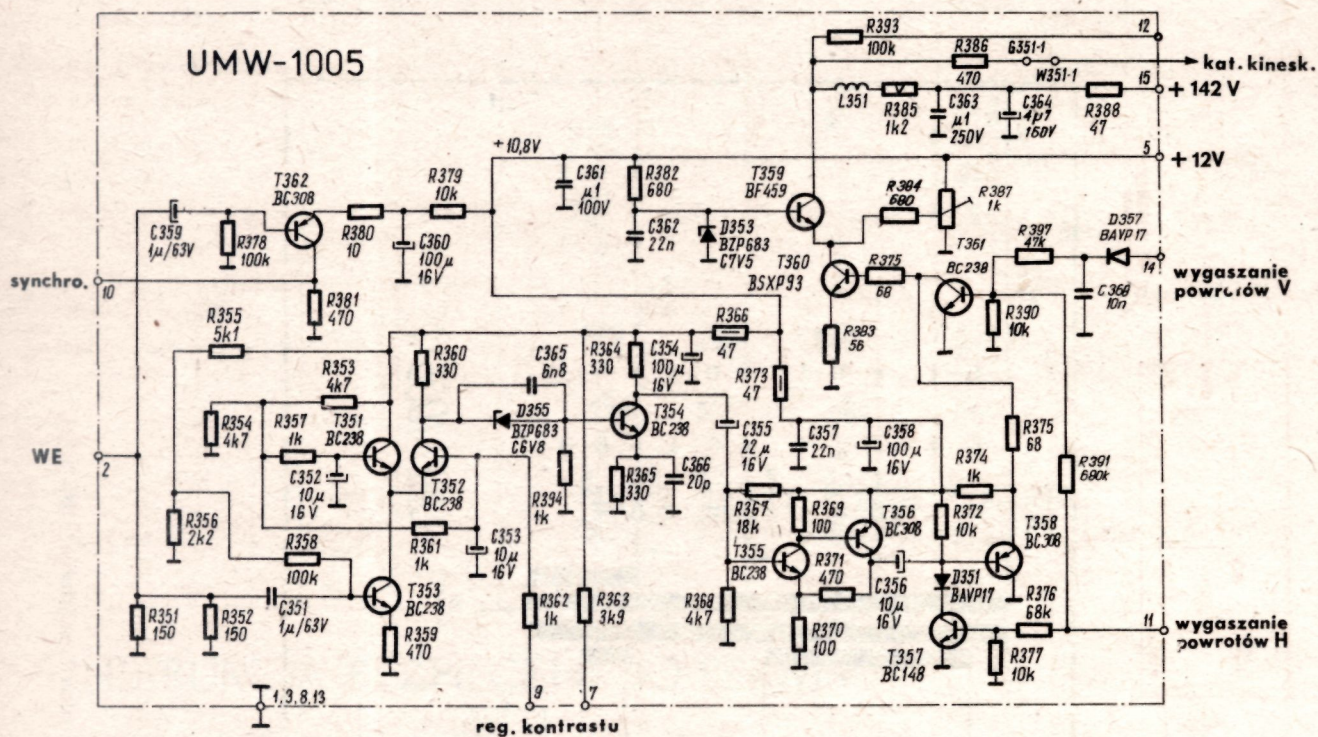 UMW-1005
R393
100k
12
R386
470
G351-1
W351-1
kat. kinesk.
L351
R385
1k2
C363
µ1
250V
C364
4µ7
160V
R388
47
15
+ 142 V
+10,8V
5
+ 12V
T362
BC308
R379
10k
C361
µ1
100V
R382
680
T359
BF459
R384
680
R387
1k
C359
1µ/63V
R378
100k
R380
10
C360
100µ
16V
C362
22n
D353
BZP683
C7V5
T360
BSXP93
R375
68
T361
BC238
R397
47k
D357
BAVP17
14
wygaszanie
powrotów V
synchro.
10
R381
470
R383
56
R390
10k
C368
10n
R355
5k1
R366
47
R360
330
C365
6n8
R364
330
C354
100µ
16V
R353
4k7
R373
47
R354
4k7
R357
1k
T351
BC238
D355
BZP683
C6V8
T354
BC238
C355
22µ
16V
C357
22n
C358
100µ
16V
R375
68
WE
2
C352
10µ
16V
T352
BC238
R394
1k
R365
330
C366
20p
R374
1k
R391
680k
R356
2k2
R358
100k
R361
1k
C353
10µ
16V
R367
18k
R369
100
T356
BC308
R372
10k
T358
BC308
T355
BC238
R371
470
C356
10µ
16V
D351
BAVP17
R376
68k
R351
150
R352
150
C351
1µ/63V
T353
BC238
R359
470
R362
1k
R363
3k9
R368
4k7
R370
100
T357
BC148
R377
10k
11
wygaszanie
powrotów H
1,3,8,13
9
7
reg. kontrastu